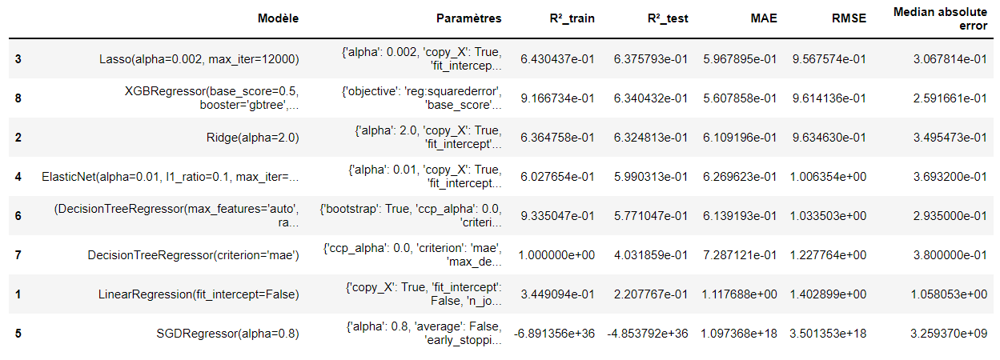 Modèle Paramètres R²_train R²_test MAE RMSE Median absolute error
3 Lasso(alpha=0.002, max_iter=12000) {'alpha': 0.002, 'copy_X': True, 'fit_intercep... 6.430437e-01 6.375793e-01 5.967895e-01 9.567574e-01 3.067814e-01
8 XGBRegressor(base_score=0.5, booster='gbtree',... {'objective': 'reg:squarederror', 'base_score'... 9.166734e-01 6.340432e-01 5.607858e-01 9.614136e-01 2.591661e-01
2 Ridge(alpha=2.0) {'alpha': 2.0, 'copy_X': True, 'fit_intercept'... 6.364758e-01 6.324813e-01 6.109196e-01 9.634630e-01 3.495473e-01
4 ElasticNet(alpha=0.01, l1_ratio=0.1, max_iter=... {'alpha': 0.01, 'copy_X': True, 'fit_intercept... 6.027654e-01 5.990313e-01 6.269623e-01 1.006354e+00 3.693200e-01
6 (DecisionTreeRegressor(max_features='auto', ra... {'bootstrap': True, 'ccp_alpha': 0.0, 'criteri... 9.335047e-01 5.771047e-01 6.139193e-01 1.033503e+00 2.935000e-01
7 DecisionTreeRegressor(criterion='mae') {'ccp_alpha': 0.0, 'criterion': 'mae', 'max_de... 1.000000e+00 4.031859e-01 7.287121e-01 1.227764e+00 3.800000e-01
1 LinearRegression(fit_intercept=False) {'copy_X': True, 'fit_intercept': False, 'n_jo... 3.449094e-01 2.207767e-01 1.117688e+00 1.402899e+00 1.058053e+00
5 SGDRegressor(alpha=0.8) {'alpha': 0.8, 'average': False, 'early_stoppi... -6.891356e+36 -4.853792e+36 1.097368e+18 3.501353e+18 3.259370e+09